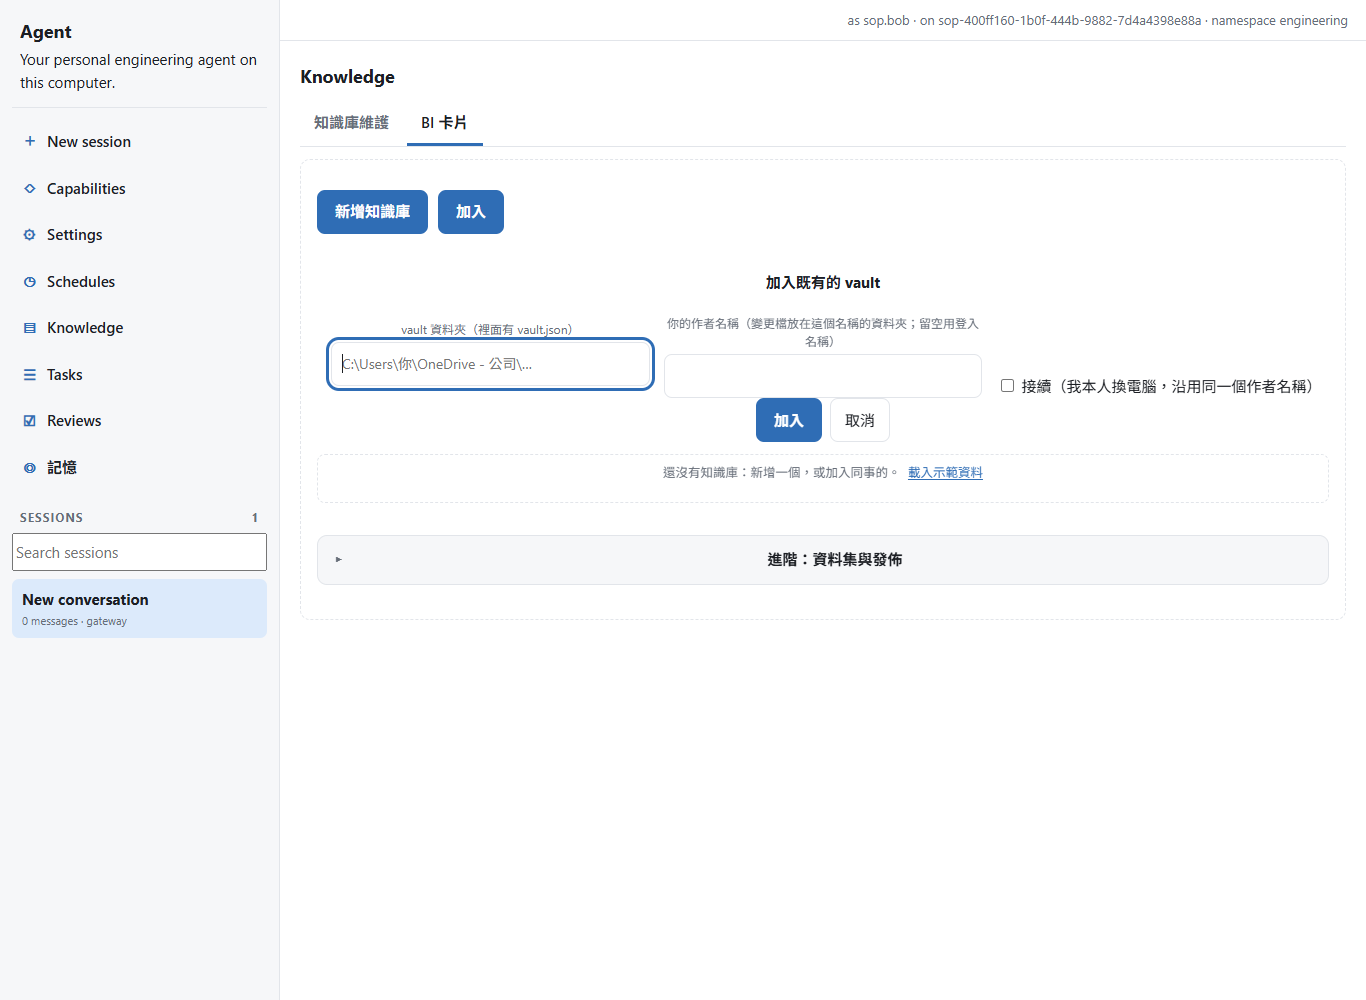 Agent
Your personal engineering agent on
this computer.
New session
Capabilities
Settings
Schedules
Knowledge
Tasks
Reviews
記憶
SESSIONS 1
Search sessions
New conversation
0 messages · gateway
as sop.bob · on sop-400ff160-1b0f-444b-9882-7d4a4398e88a · namespace engineering
Knowledge
知識庫維護 BI 卡片
新增知識庫 加入
加入既有的 vault
vault 資料夾（裡面有 vault.json）
C:\Users\你\OneDrive - 公司\...
你的作者名稱（變更檔放在這個名稱的資料夾；留空用登入
名稱）
接續（我本人換電腦，沿用同一個作者名稱）
加入 取消
還沒有知識庫：新增一個，或加入同事的。 載入示範資料
進階：資料集與發佈